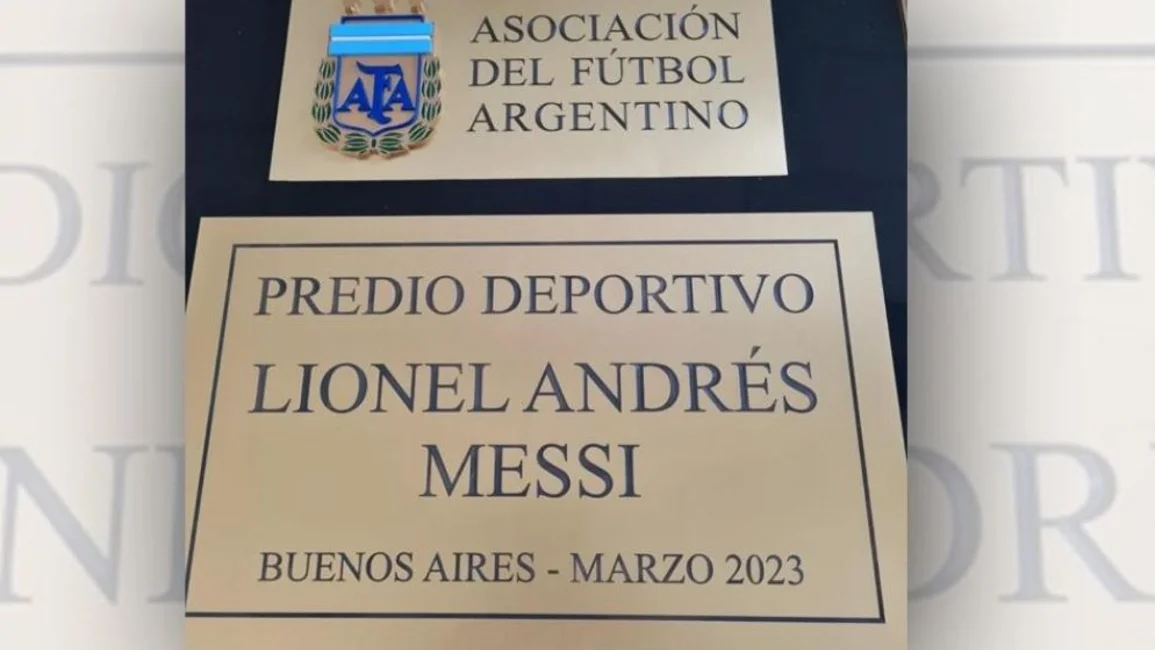 AFA
ASOCIACIÓN
DEL FÚTBOL
ARGENTINO
PREDIO DEPORTIVO
LIONEL ANDRÉS
MESSI
BUENOS AIRES - MARZO 2023